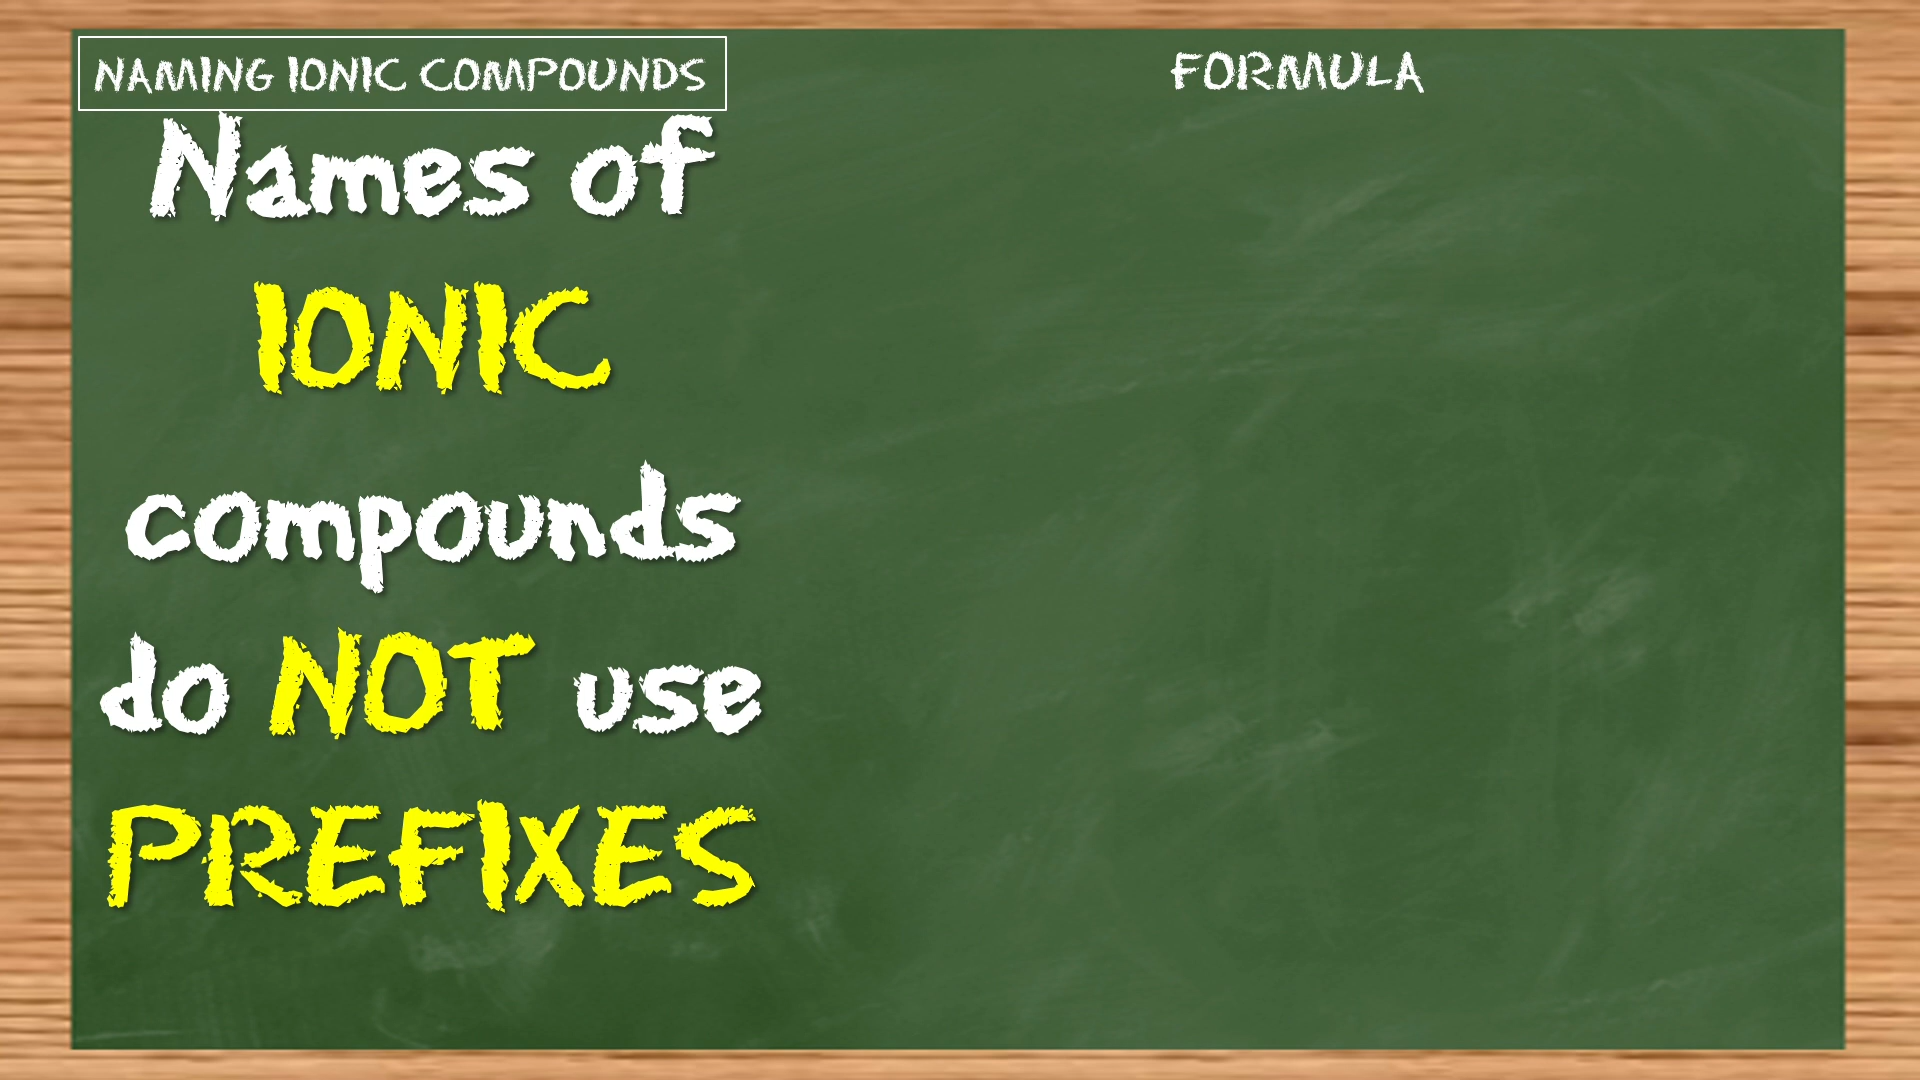 NAMING IONIC COMPOUNDS
FORMULA
Names of
IONIC
compounds
do NOT use
PREFIXES